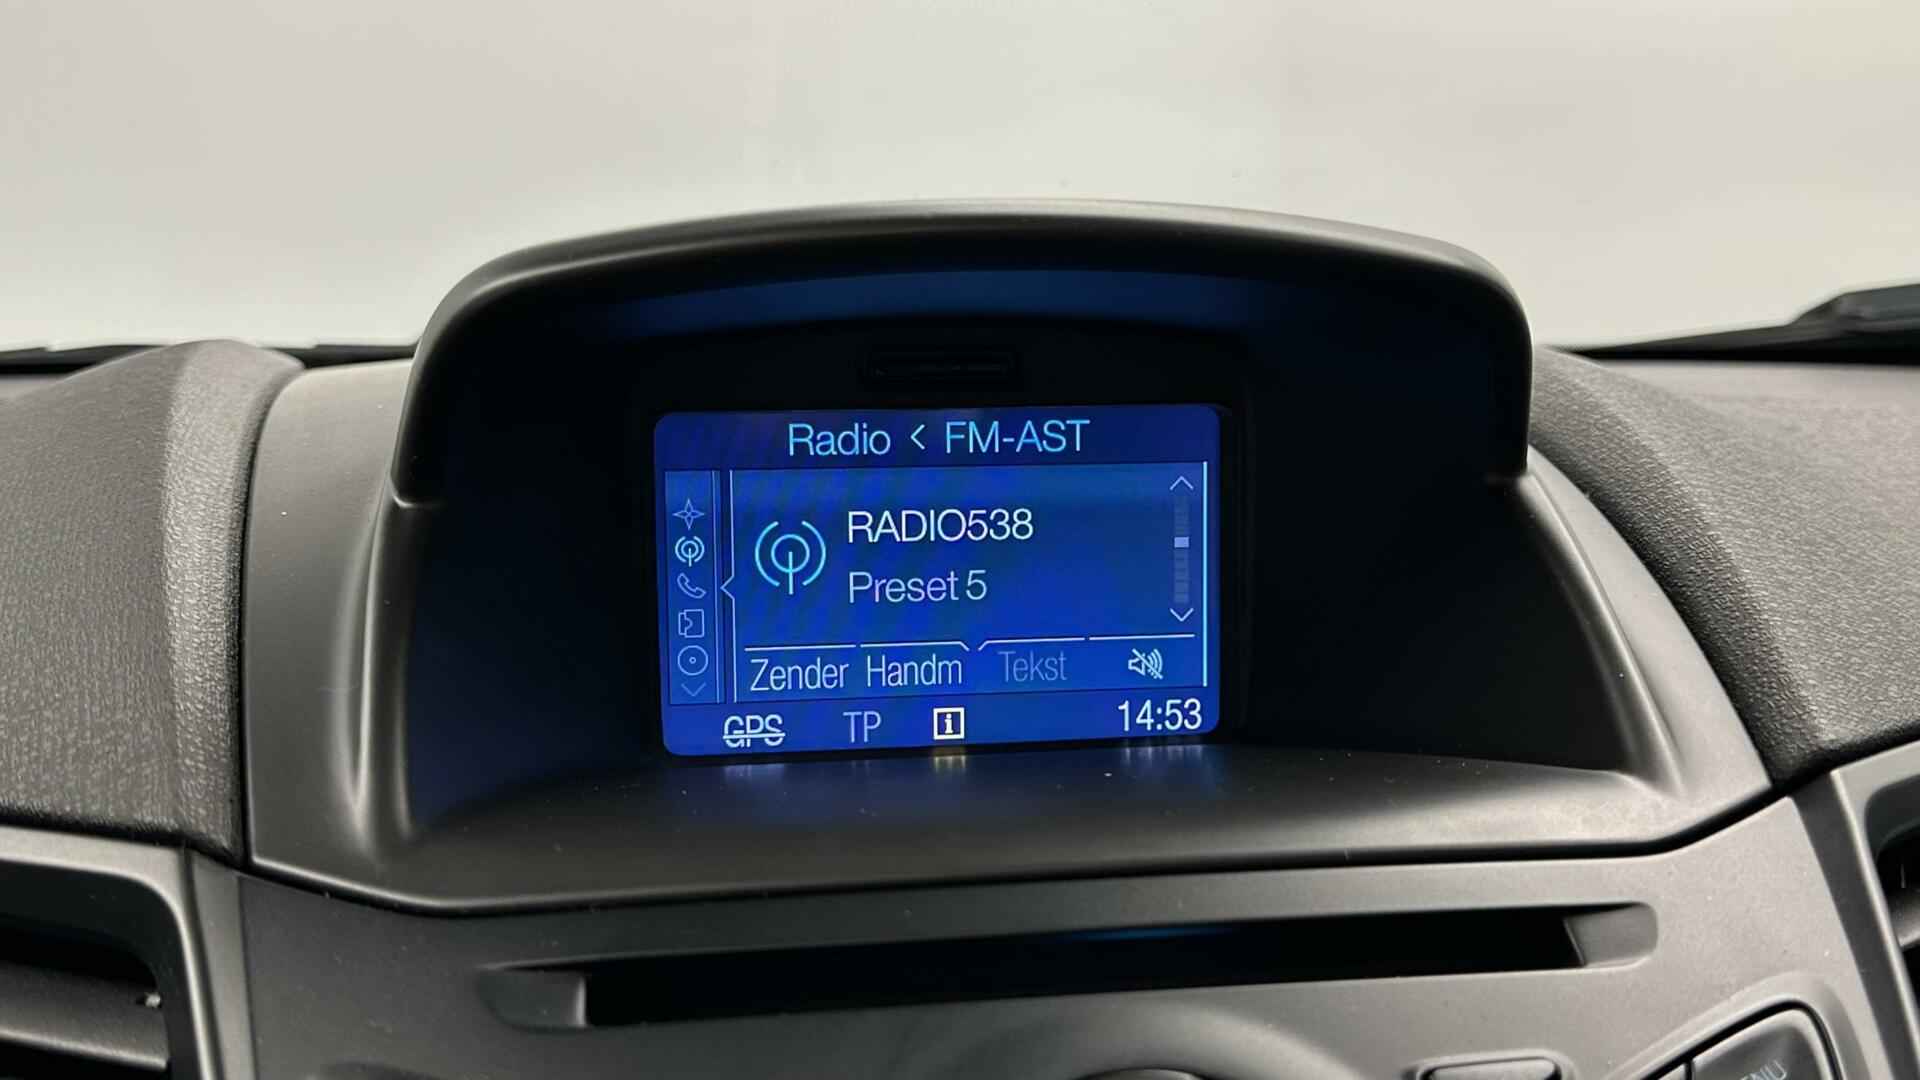 Radio < FM-AST
RADIO538
Preset 5
Zender Handm Tekst
GPS TP i 14:53